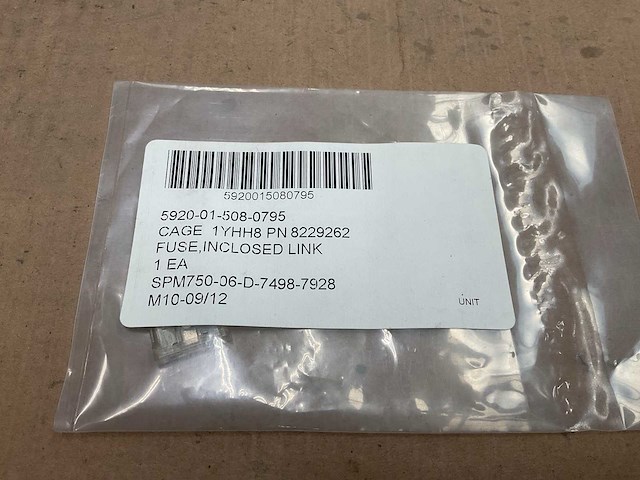 5920015080795
5920-01-508-0795
CAGE 1YHH8 PN 8229262
FUSE,INCLOSED LINK
1 EA
SPM750-06-D-7498-7928
M10-09/12
UNIT